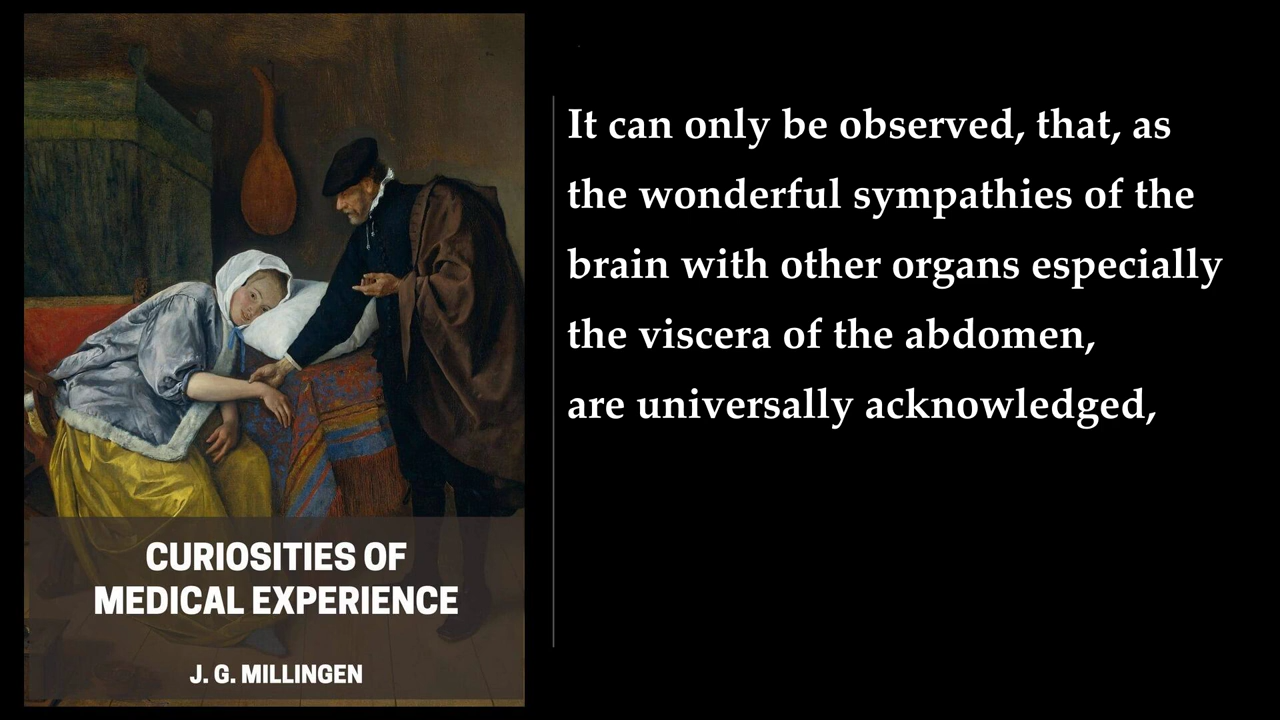 It can only be observed, that, as
the wonderful sympathies of the
brain with other organs especially
the viscera of the abdomen,
are universally acknowledged,
CURIOSITIES OF
MEDICAL EXPERIENCE
J. G. MILLINGEN